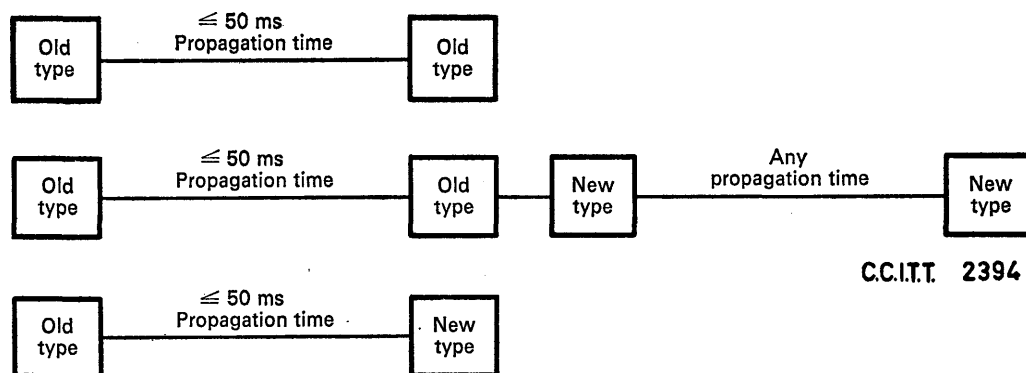 ≦ 50 ms
Propagation time
Old
type
Old
type
≦ 50 ms
Propagation time
Any
propagation time
Old
type
Old
type
New
type
New
type
C.C.I.T.T. 2394
≦ 50 ms
Propagation time
Old
type
New
type